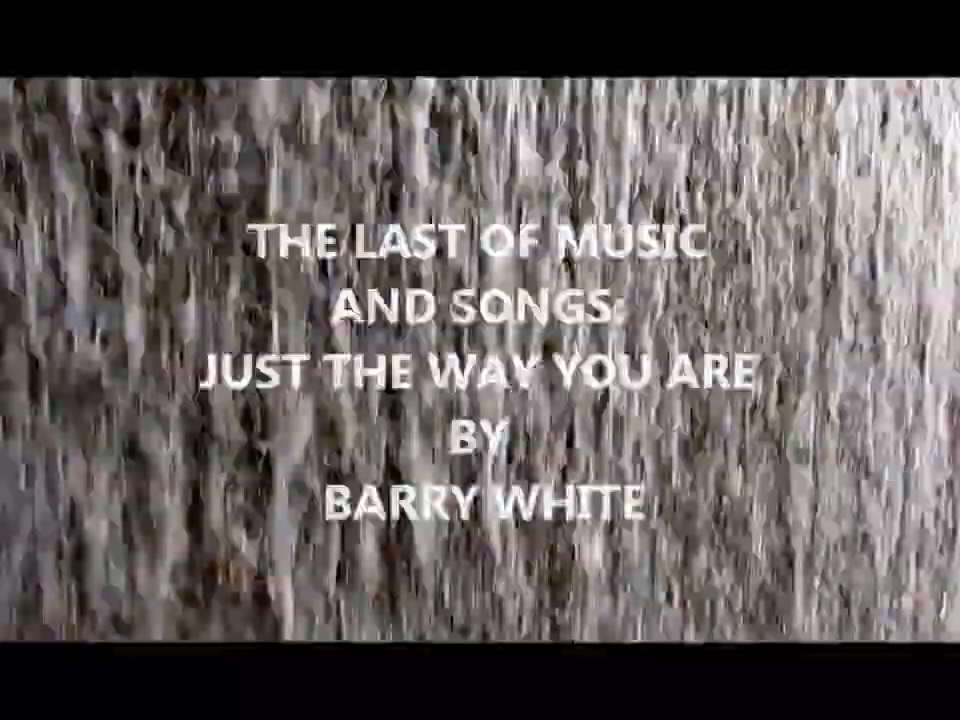 THE LAST OF MUSIC
AND SONGS:
JUST THE WAY YOU ARE
BY
BARRY WHITE